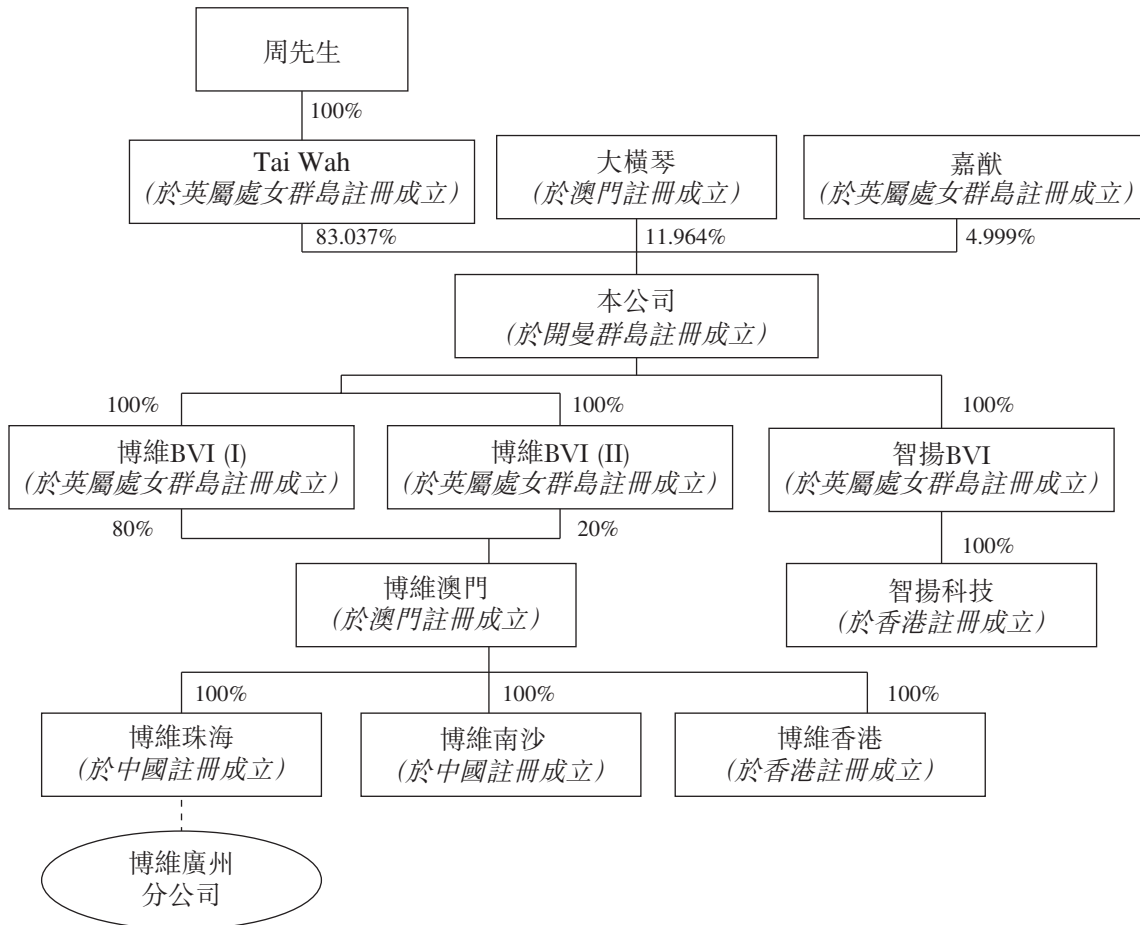 周先生
100%
Tai Wah
(於英屬處女群島註冊成立)
大橫琴
(於澳門註冊成立)
嘉猷
(於英屬處女群島註冊成立)
83.037%
11.964%
4.999%
本公司
(於開曼群島註冊成立)
100%
100%
100%
博維BVI (I)
(於英屬處女群島註冊成立)
博維BVI (II)
(於英屬處女群島註冊成立)
智揚BVI
(於英屬處女群島註冊成立)
80%
20%
100%
博維澳門
(於澳門註冊成立)
智揚科技
(於香港註冊成立)
100%
100%
100%
博維珠海
(於中國註冊成立)
博維南沙
(於中國註冊成立)
博維香港
(於香港註冊成立)
博維廣州
分公司